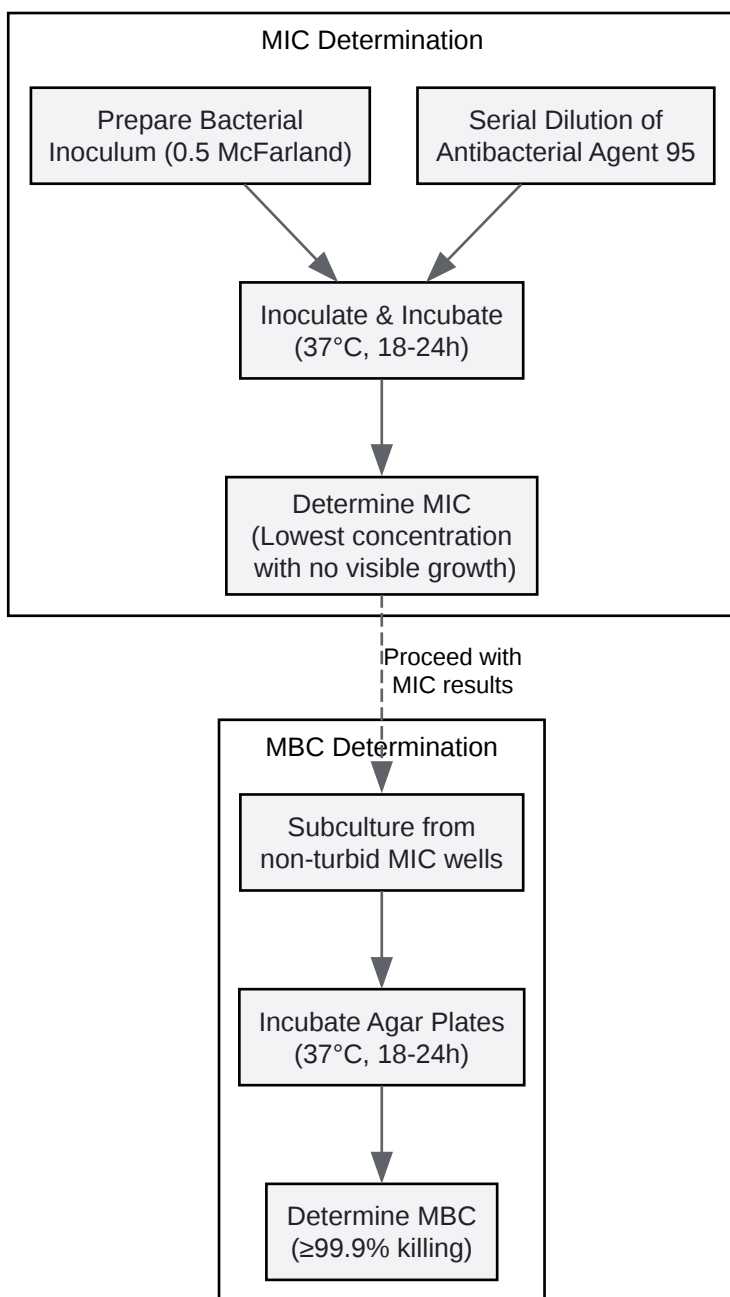 MIC Determination
Prepare Bacterial
Inoculum (0.5 McFarland)
Serial Dilution of
Antibacterial Agent 95
Inoculate & Incubate
(37°C, 18-24h)
Determine MIC
(Lowest concentration
with no visible growth)
Proceed with
MIC results
MBC Determination
Subculture from
non-turbid MIC wells
Incubate Agar Plates
(37°C, 18-24h)
Determine MBC
(≥99.9% killing)